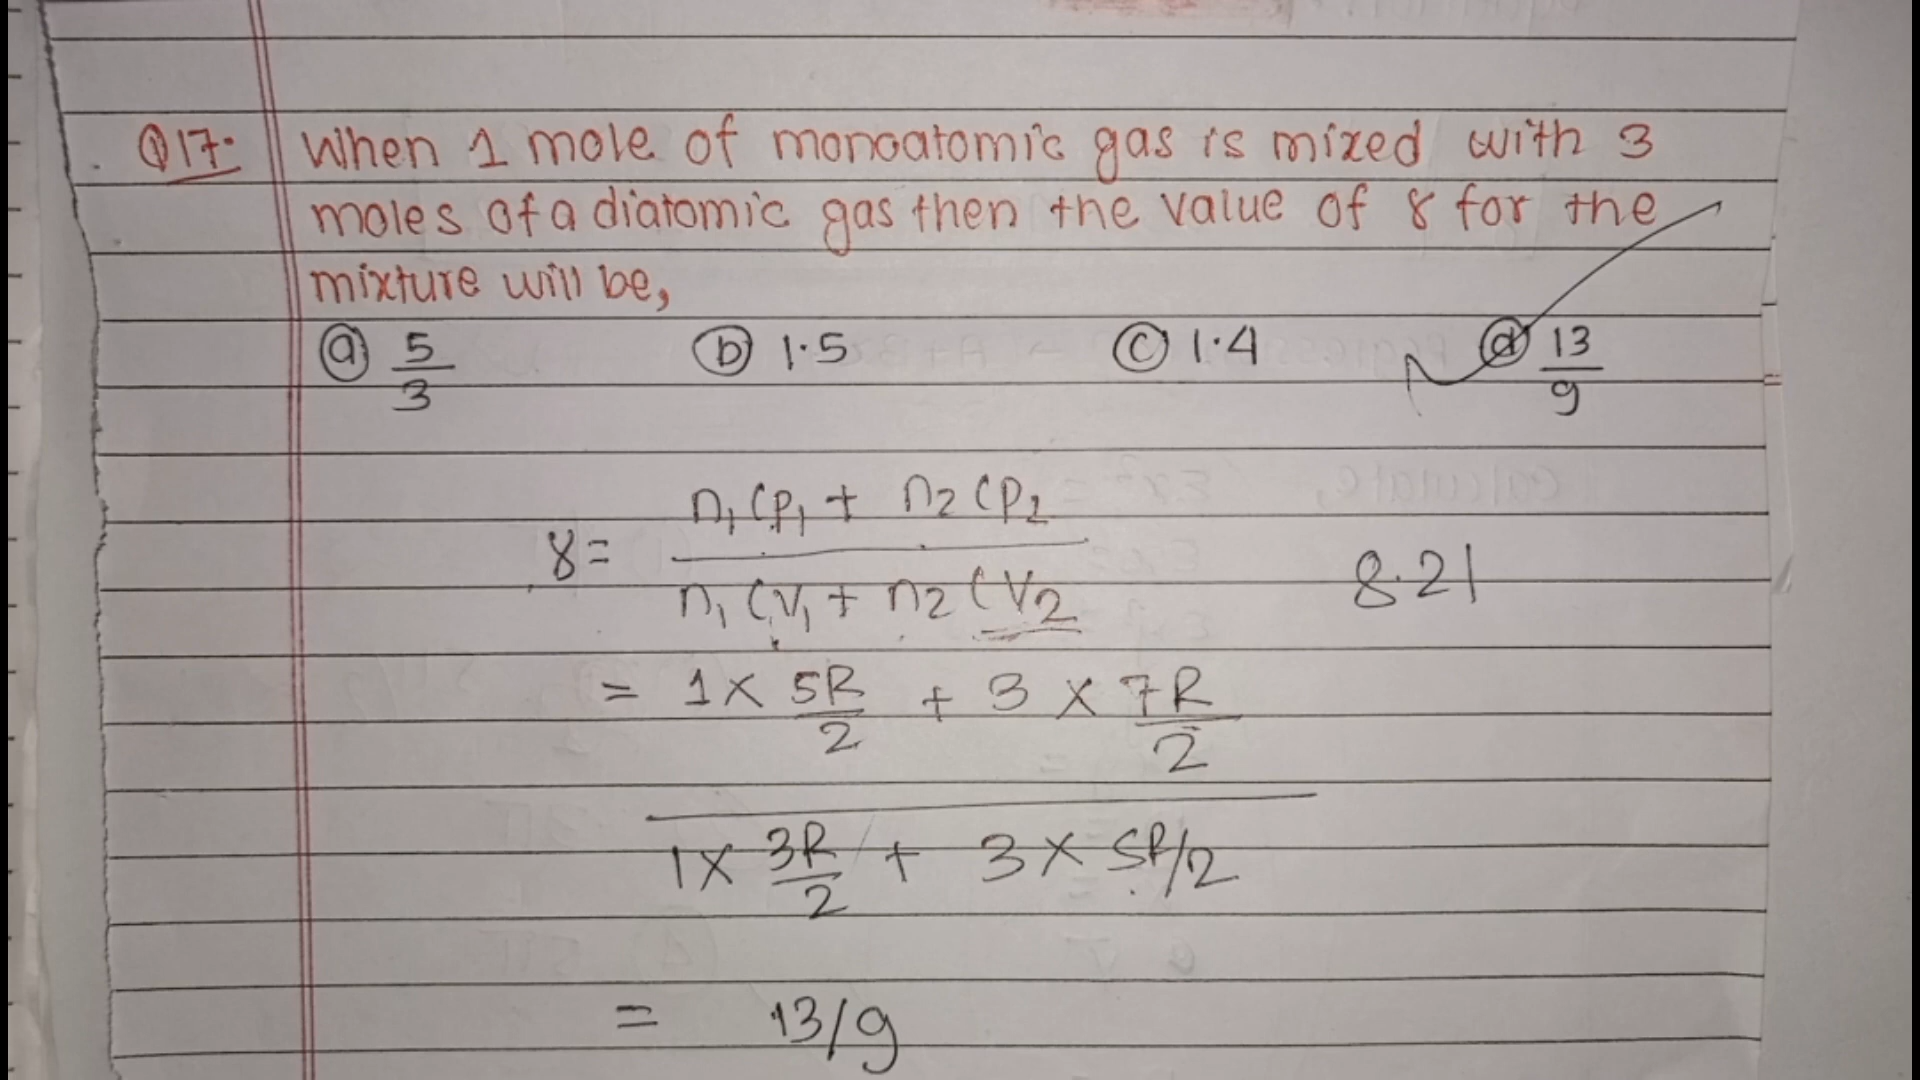 Q17. When 1 mole of monoatomic gas is mixed with 3
moles of a diatomic gas then the value of γ for the
mixture will be,
(a) 5/3 (b) 1.5 (c) 1.4 (d) 13/9
γ = (n₁Cp₁ + n₂Cp₂) / (n₁Cv₁ + n₂Cv₂)
8.21
= (1 × 5R/2 + 3 × 7R/2) / (1 × 3R/2 + 3 × 5R/2)
= 13/9